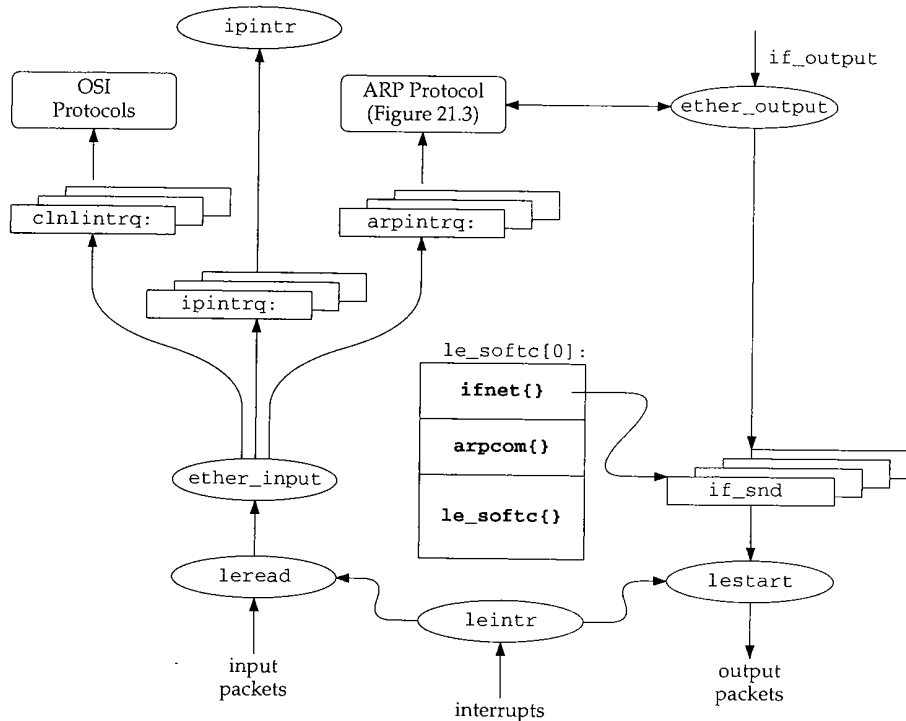 ipintr
if_output
OSI
Protocols
ARP Protocol
(Figure 21.3)
ether_output
clnlintrq:
arpintrq:
ipintrq:
le_softc[0]:
ifnet{}
arpcom{}
le_softc{}
ether_input
if_snd
leread
lestart
leintr
input
packets
output
packets
interrupts